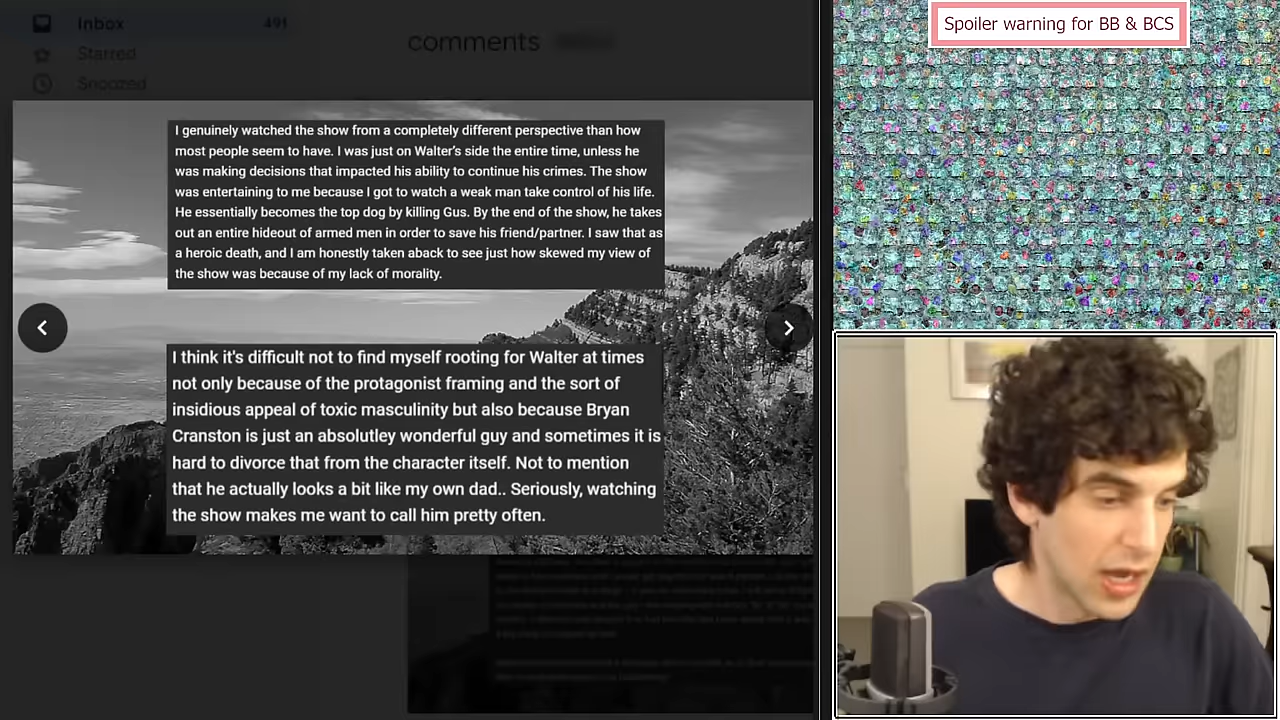 Inbox 491
Starred
Snoozed
comments
Spoiler warning for BB & BCS
I genuinely watched the show from a completely different perspective than how
most people seem to have. I was just on Walter's side the entire time, unless he
was making decisions that impacted his ability to continue his crimes. The show
was entertaining to me because I got to watch a weak man take control of his life.
He essentially becomes the top dog by killing Gus. By the end of the show, he takes
out an entire hideout of armed men in order to save his friend/partner. I saw that as
a heroic death, and I am honestly taken aback to see just how skewed my view of
the show was because of my lack of morality.
I think it's difficult not to find myself rooting for Walter at times
not only because of the protagonist framing and the sort of
insidious appeal of toxic masculinity but also because Bryan
Cranston is just an absolutley wonderful guy and sometimes it is
hard to divorce that from the character itself. Not to mention
that he actually looks a bit like my own dad.. Seriously, watching
the show makes me want to call him pretty often.